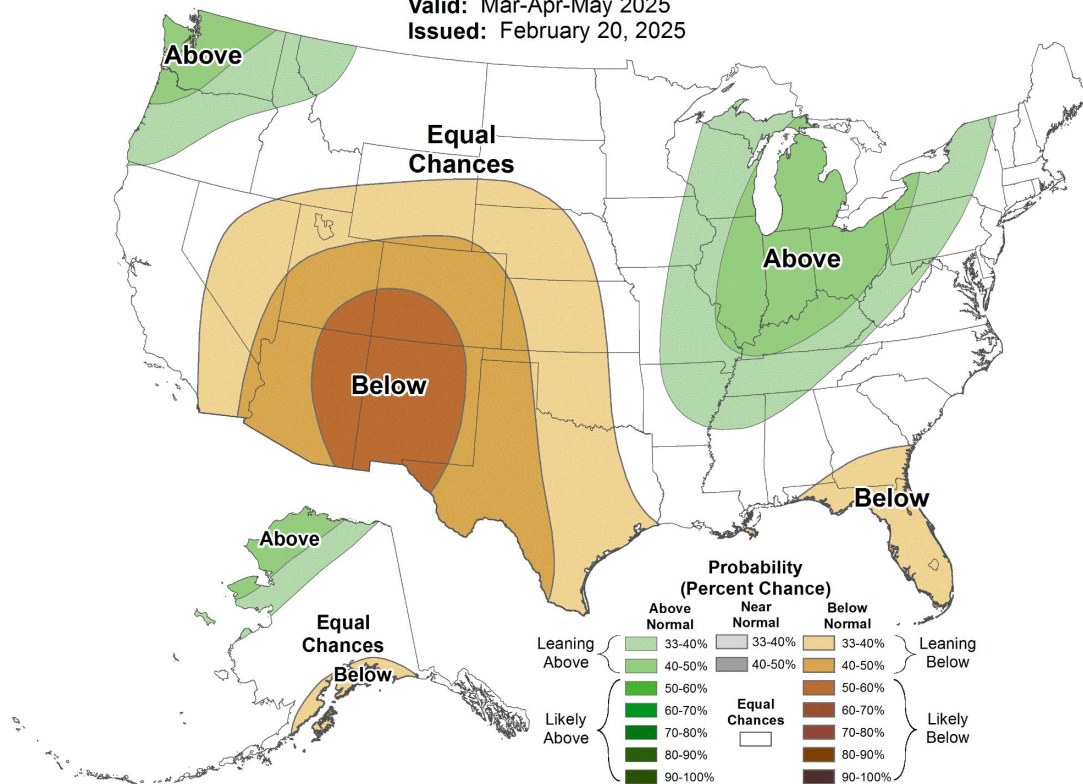 Valid: Mar-Apr-May 2025
Issued: February 20, 2025
Above
Equal
Chances
Above
Below
Below
Above
Equal
Chances
Below
Probability
(Percent Chance)
Above
Normal
Near
Normal
Below
Normal
Leaning
Above
33-40%
40-50%
33-40%
40-50%
33-40%
40-50%
Leaning
Below
Likely
Above
50-60%
60-70%
70-80%
80-90%
90-100%
Equal
Chances
50-60%
60-70%
70-80%
80-90%
90-100%
Likely
Below